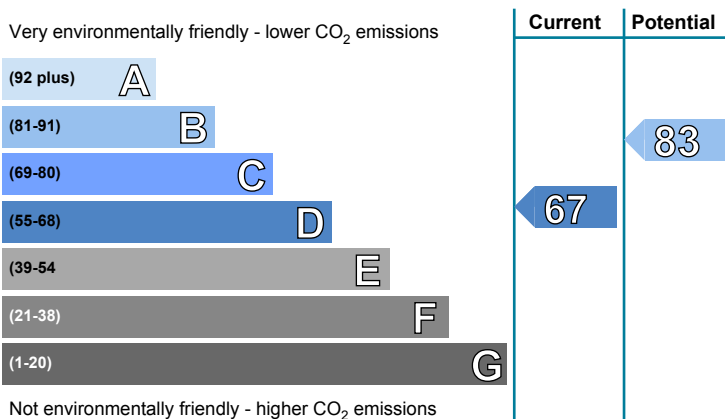 Very environmentally friendly - lower CO2 emissions
Current
Potential
(92 plus) A
(81-91) B
83
(69-80) C
(55-68) D
67
(39-54 E
(21-38) F
(1-20) G
Not environmentally friendly - higher CO2 emissions